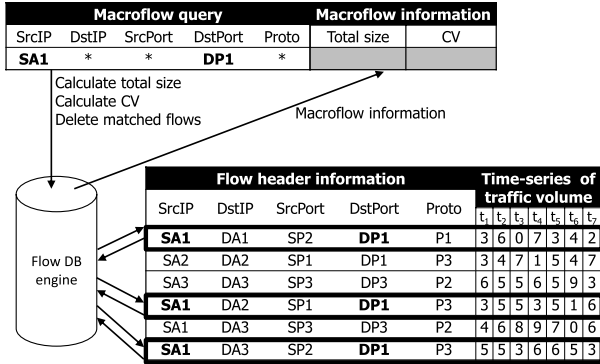 Macroflow query Macroflow information
SrcIP DstIP SrcPort DstPort Proto Total size CV
SA1 * * DP1 *
Calculate total size
Calculate CV
Delete matched flows
Macroflow information
Flow header information Time-series of
traffic volume
SrcIP DstIP SrcPort DstPort Proto t1 t2 t3 t4 t5 t6 t7
SA1 DA1 SP2 DP1 P1 3 6 0 7 3 4 2
SA2 DA2 SP1 DP1 P3 3 4 7 1 5 4 7
SA3 DA3 SP3 DP3 P2 6 5 5 6 5 9 3
SA1 DA2 SP1 DP1 P3 3 5 5 3 5 1 6
SA1 DA3 SP3 DP3 P2 4 6 8 9 7 0 6
SA1 DA3 SP2 DP1 P3 5 5 3 6 6 5 3
Flow DB
engine